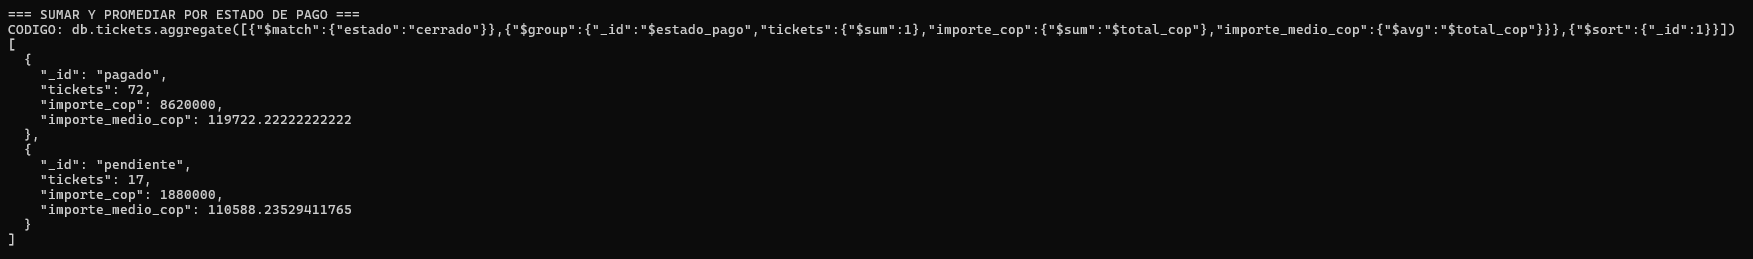 === SUMAR Y PROMEDIAR POR ESTADO DE PAGO ===
CODIGO: db.tickets.aggregate([{"$match":{"estado":"cerrado"}},{"$group":{"_id":"$estado_pago","tickets":{"$sum":1},"importe_cop":{"$sum":"$total_cop"},"importe_medio_cop":{"$avg":"$total_cop"}}},{"$sort":{"_id":1}}])
[
  {
    "_id": "pagado",
    "tickets": 72,
    "importe_cop": 8620000,
    "importe_medio_cop": 119722.22222222222
  },
  {
    "_id": "pendiente",
    "tickets": 17,
    "importe_cop": 1880000,
    "importe_medio_cop": 110588.23529411765
  }
]